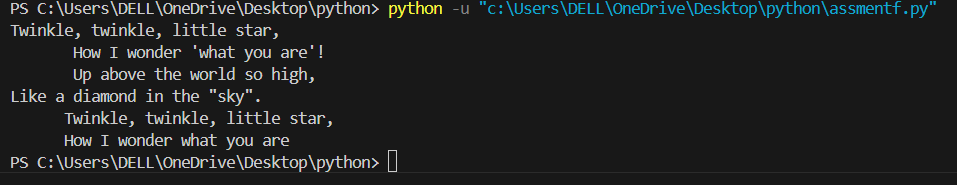 PS C:\Users\DELL\OneDrive\Desktop\python> python -u "c:\Users\DELL\OneDrive\Desktop\python\assmentf.py"
Twinkle, twinkle, little star,
       How I wonder 'what you are'!
       Up above the world so high,
Like a diamond in the "sky".
      Twinkle, twinkle, little star,
      How I wonder what you are
PS C:\Users\DELL\OneDrive\Desktop\python>